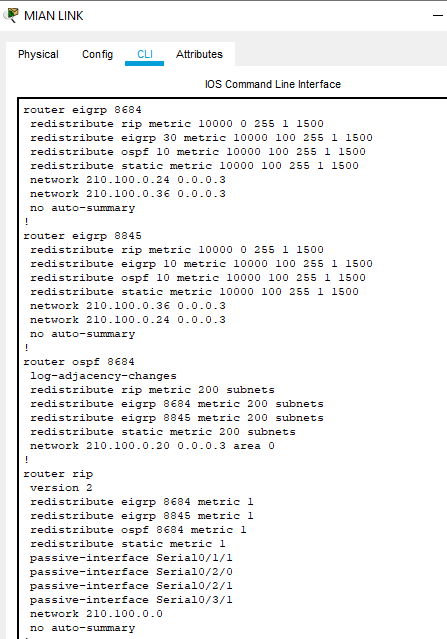 MIAN LINK
Physical Config CLI Attributes
IOS Command Line Interface
router eigrp 8684
redistribute rip metric 10000 0 255 1 1500
redistribute eigrp 30 metric 10000 100 255 1 1500
redistribute ospf 10 metric 10000 100 255 1 1500
redistribute static metric 10000 100 255 1 1500
network 210.100.0.24 0.0.0.3
network 210.100.0.36 0.0.0.3
no auto-summary
!
router eigrp 8845
redistribute rip metric 10000 0 255 1 1500
redistribute eigrp 10 metric 10000 100 255 1 1500
redistribute ospf 10 metric 10000 100 255 1 1500
redistribute static metric 10000 100 255 1 1500
network 210.100.0.36 0.0.0.3
network 210.100.0.24 0.0.0.3
no auto-summary
!
router ospf 8684
log-adjacency-changes
redistribute rip metric 200 subnets
redistribute eigrp 8684 metric 200 subnets
redistribute eigrp 8845 metric 200 subnets
redistribute static metric 200 subnets
network 210.100.0.20 0.0.0.3 area 0
!
router rip
version 2
redistribute eigrp 8684 metric 1
redistribute eigrp 8845 metric 1
redistribute ospf 8684 metric 1
redistribute static metric 1
passive-interface Serial0/1/1
passive-interface Serial0/2/0
passive-interface Serial0/2/1
passive-interface Serial0/3/1
network 210.100.0.0
no auto-summary